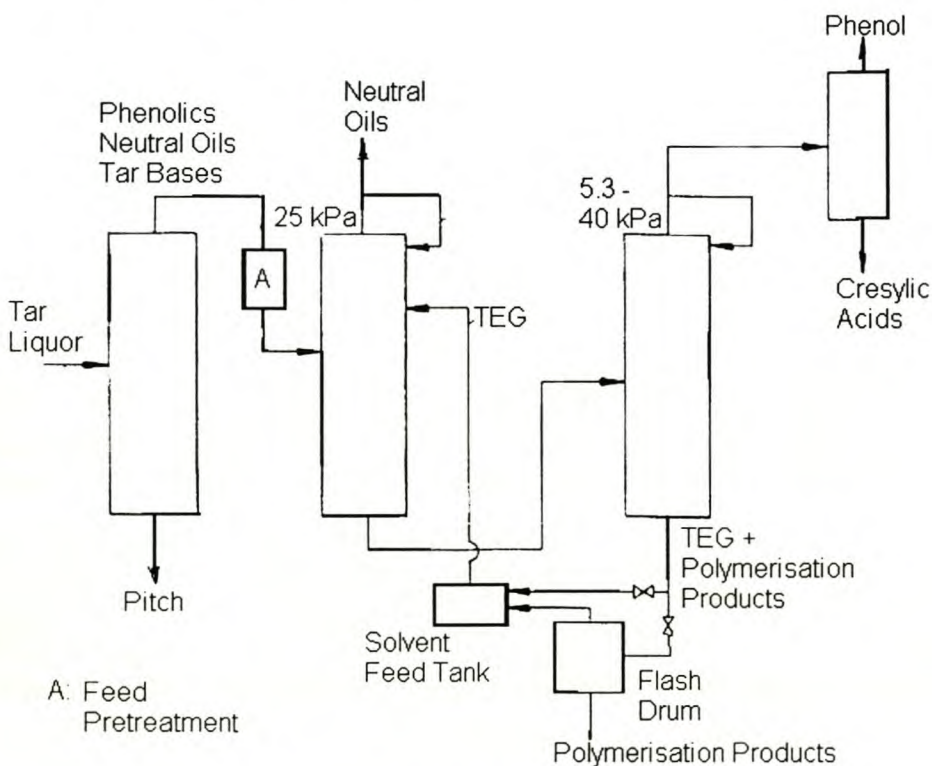 Phenol
Neutral
Oils
Phenolics
Neutral Oils
Tar Bases
5.3 -
40 kPa
25 kPa
A
Cresylic
Acids
Tar
Liquor
TEG
TEG +
Polymerisation
Products
Pitch
Solvent
Feed Tank
Flash
Drum
A: Feed
Pretreatment
Polymerisation Products